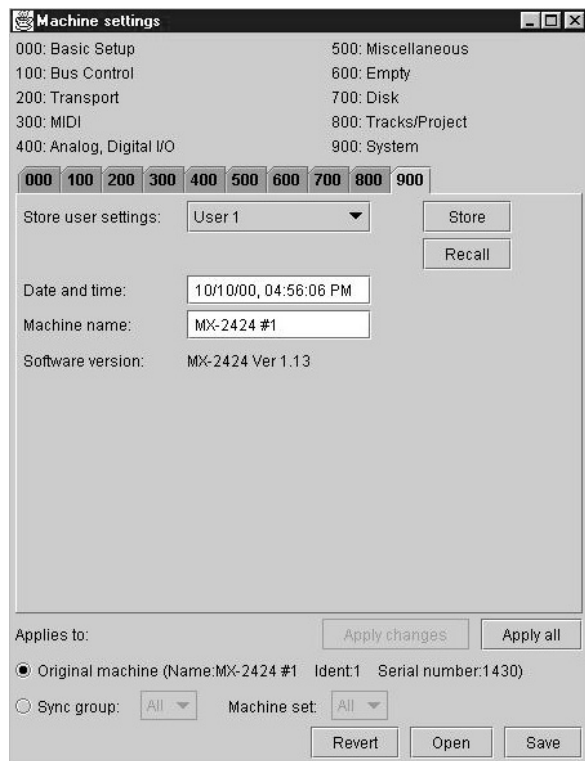 Machine settings
000: Basic Setup
100: Bus Control
200: Transport
300: MIDI
400: Analog, Digital I/O
500: Miscellaneous
600: Empty
700: Disk
800: Tracks/Project
900: System
000 100 200 300 400 500 600 700 800 900
Store user settings: User 1 Store
Recall
Date and time: 10/10/00, 04:56:06 PM
Machine name: MX-2424 #1
Software version: MX-2424 Ver 1.13
Applies to: Apply changes Apply all
Original machine (Name:MX-2424 #1 Ident:1 Serial number:1430)
Sync group: All Machine set: All
Revert Open Save